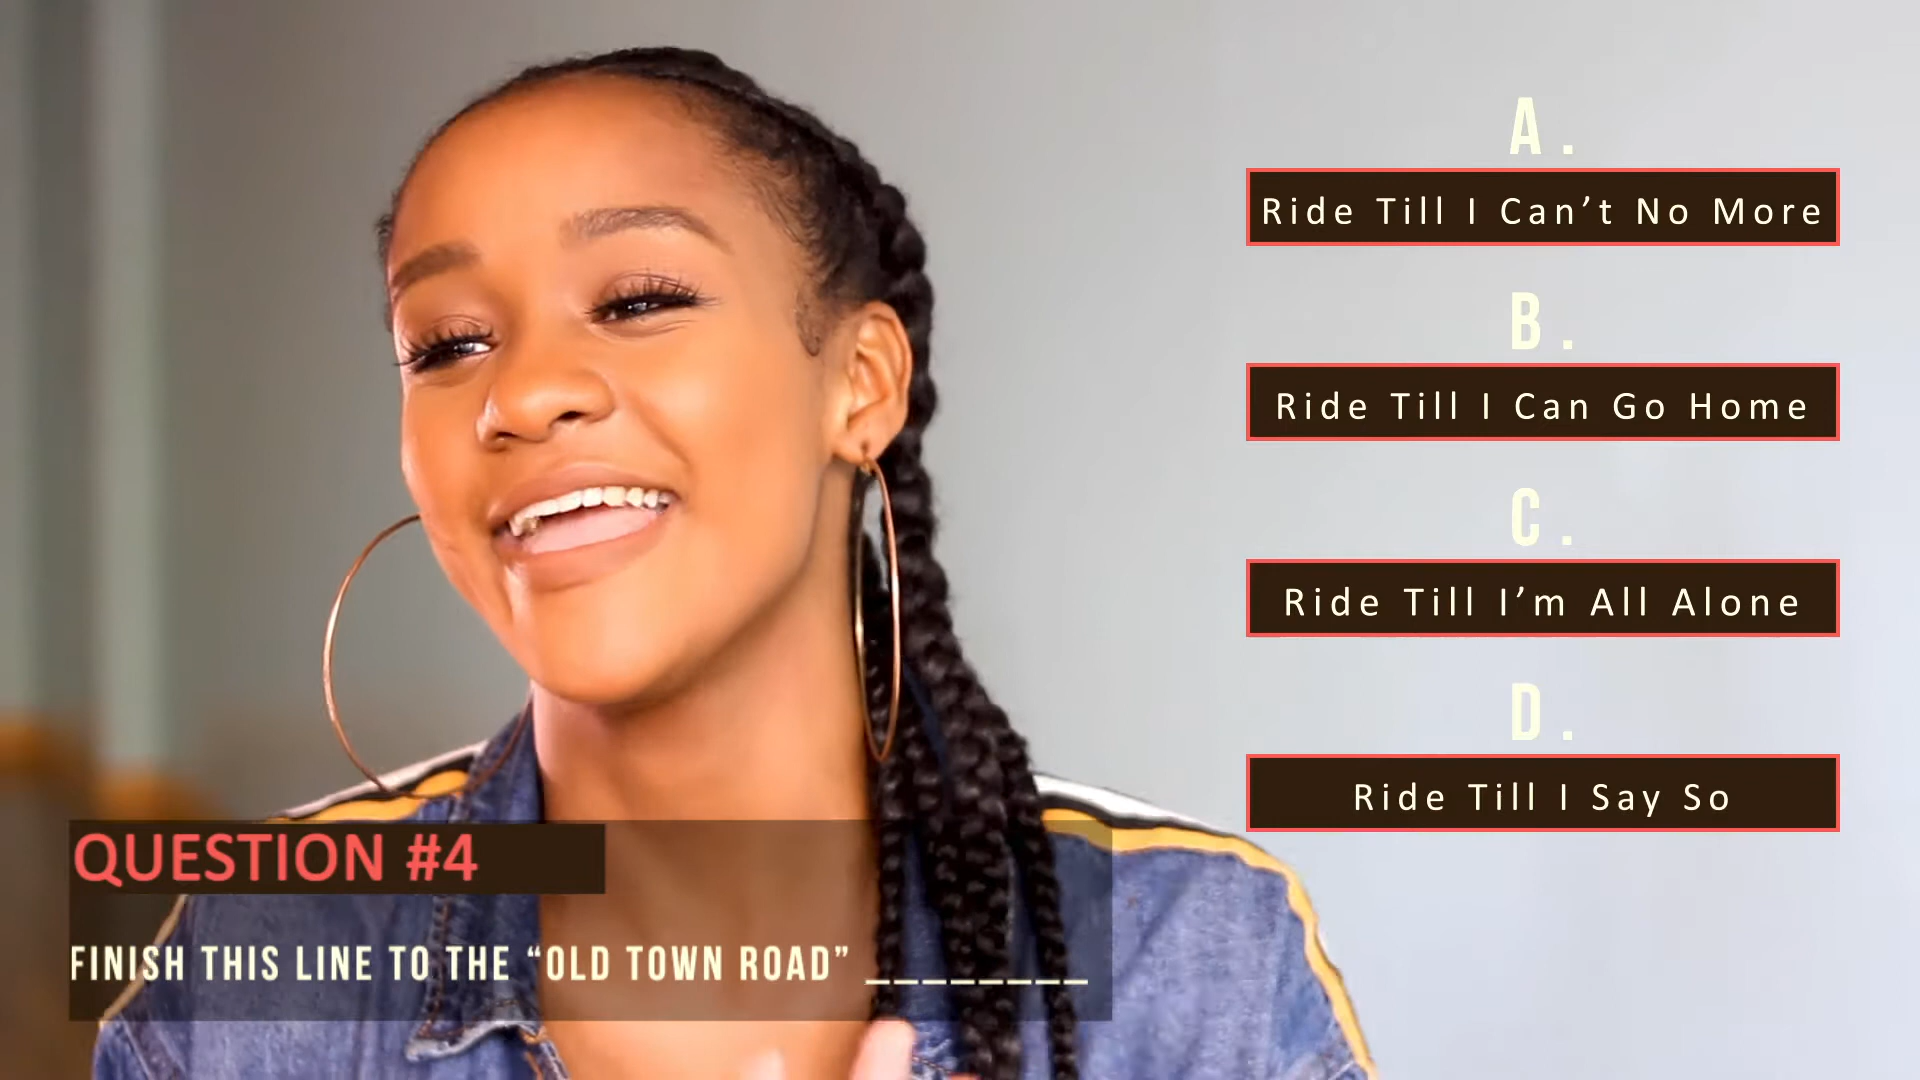 A.
Ride Till I Can’t No More
B.
Ride Till I Can Go Home
C.
Ride Till I’m All Alone
D.
Ride Till I Say So
QUESTION #4
FINISH THIS LINE TO THE “OLD TOWN ROAD” ________